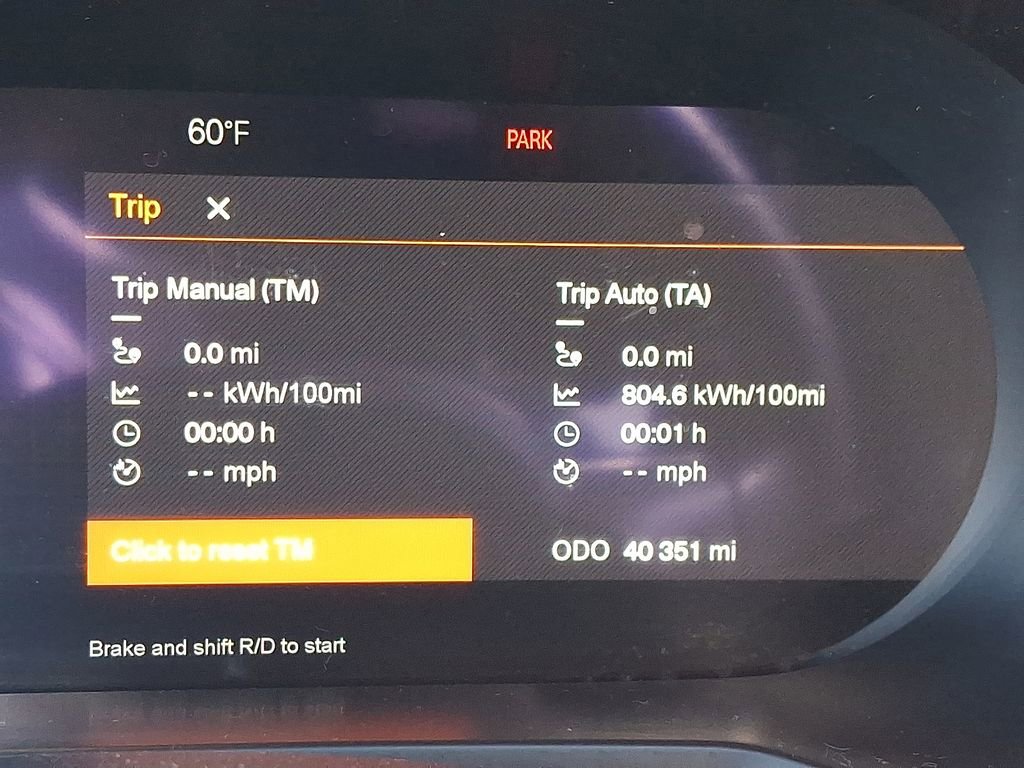 60°F PARK
Trip ×
Trip Manual (TM)
0.0 mi
-- kWh/100mi
00:00 h
-- mph
Click to reset TM
Trip Auto (TA)
0.0 mi
804.6 kWh/100mi
00:01 h
-- mph
ODO 40 351 mi
Brake and shift R/D to start